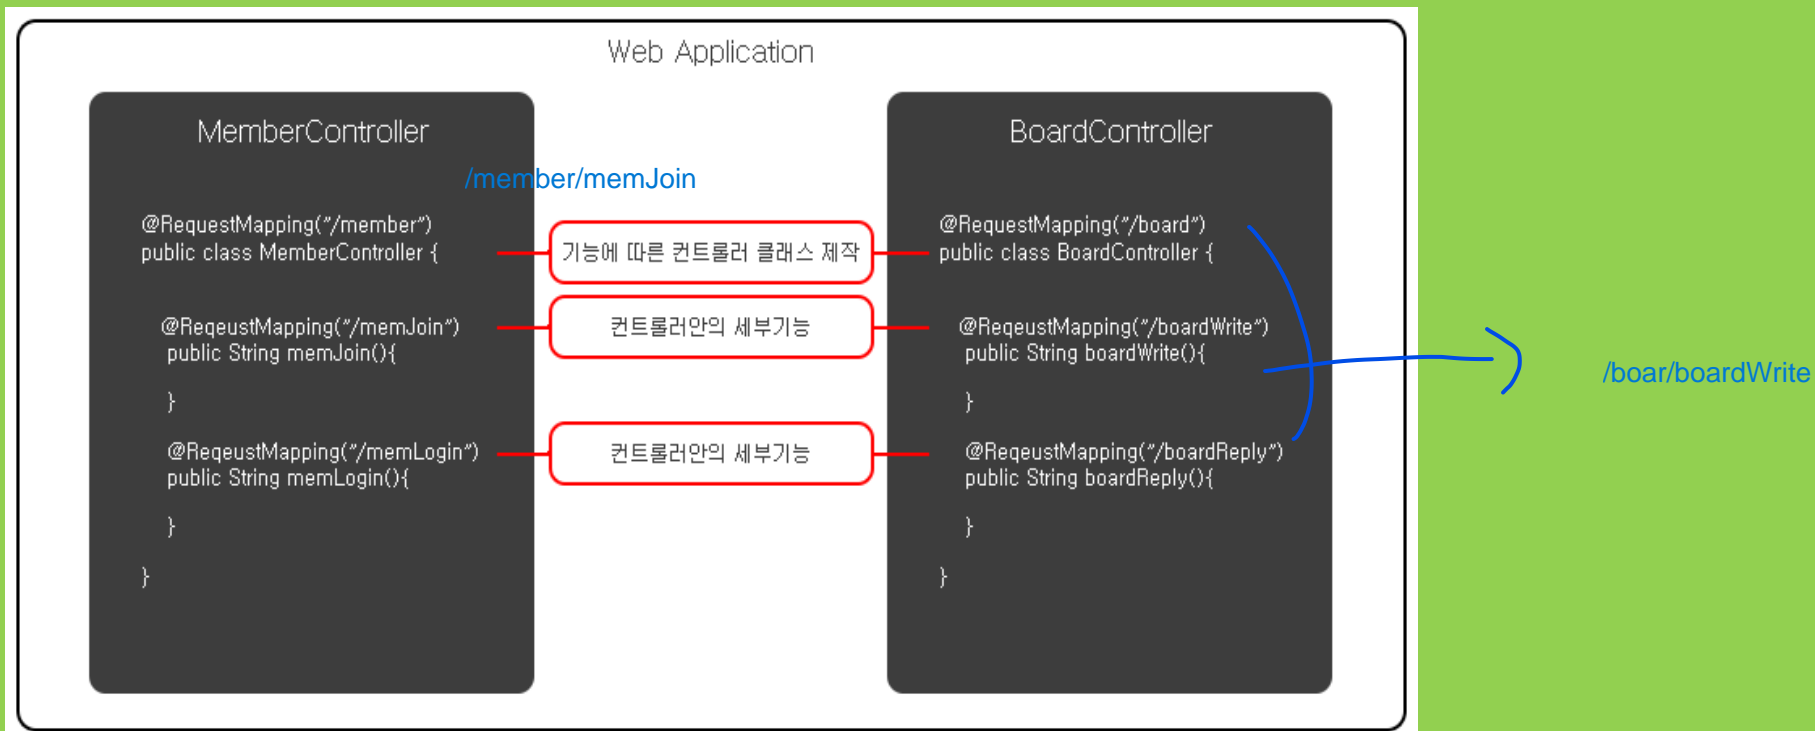 Web Application
MemberController
/member/memJoin
@RequestMapping("/member")
public class MemberController {
@ReqeustMapping("/memJoin")
public String memJoin(){
}
@ReqeustMapping("/memLogin")
public String memLogin(){
}
}
기능에 따른 컨트롤러 클래스 제작
컨트롤러안의 세부기능
컨트롤러안의 세부기능
BoardController
@RequestMapping("/board")
public class BoardController {
@ReqeustMapping("/boardWrite")
public String boardWrite(){
}
@ReqeustMapping("/boardReply")
public String boardReply(){
}
}
/boar/boardWrite